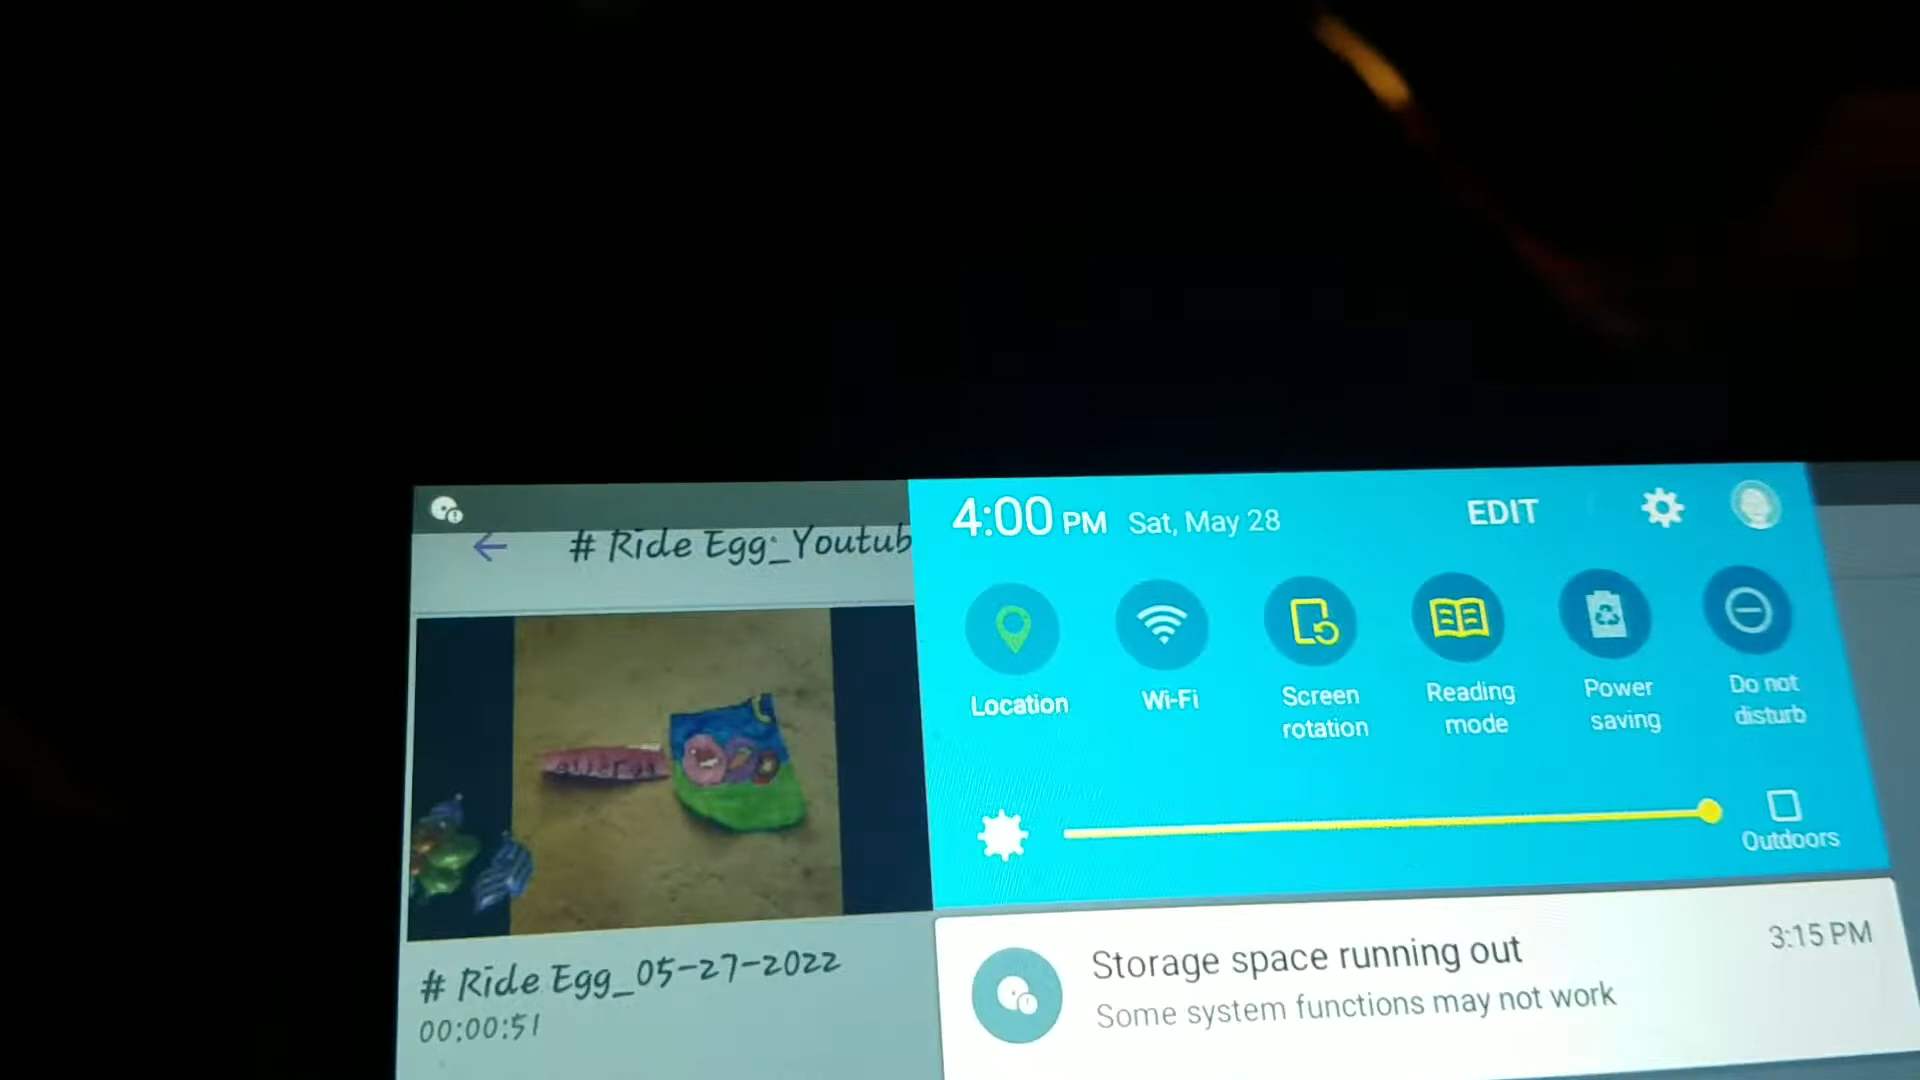 # Ride Egg_Youtub
# Ride Egg_05-27-2022
00:00:51
4:00 PM Sat, May 28 EDIT
Location
Wi-Fi
Screen
rotation
Reading
mode
Power
saving
Do not
disturb
Outdoors
Storage space running out 3:15 PM
Some system functions may not work